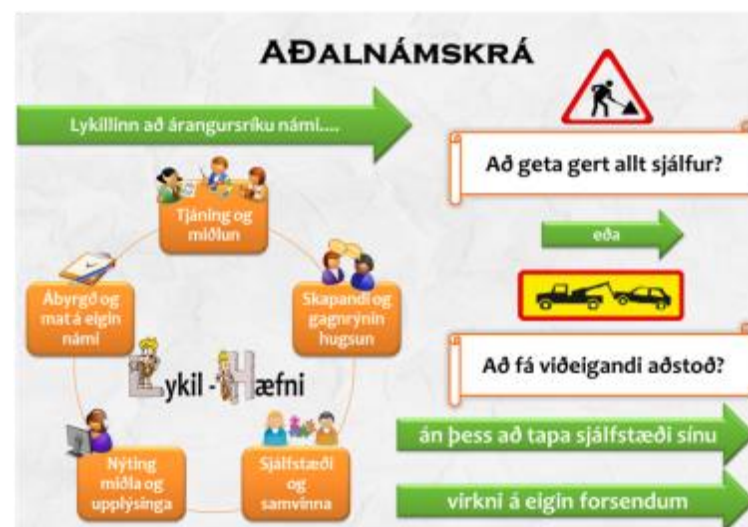 AÐALNÁMSKRÁ
Lykillinn að árangursríku námi....
Tjáning og
miðlun
Ábyrgð og
mat á eigin
námi
Skapandi og
gagnrýnin
hugsun
Lykil - Hæfni
Nýting
miðla og
upplýsinga
Sjálfstæði
og
samvinna
Að geta gert allt sjálfur?
eða
Að fá viðeigandi aðstoð?
án þess að tapa sjálfstæði sínu
virkni á eigin forsendum